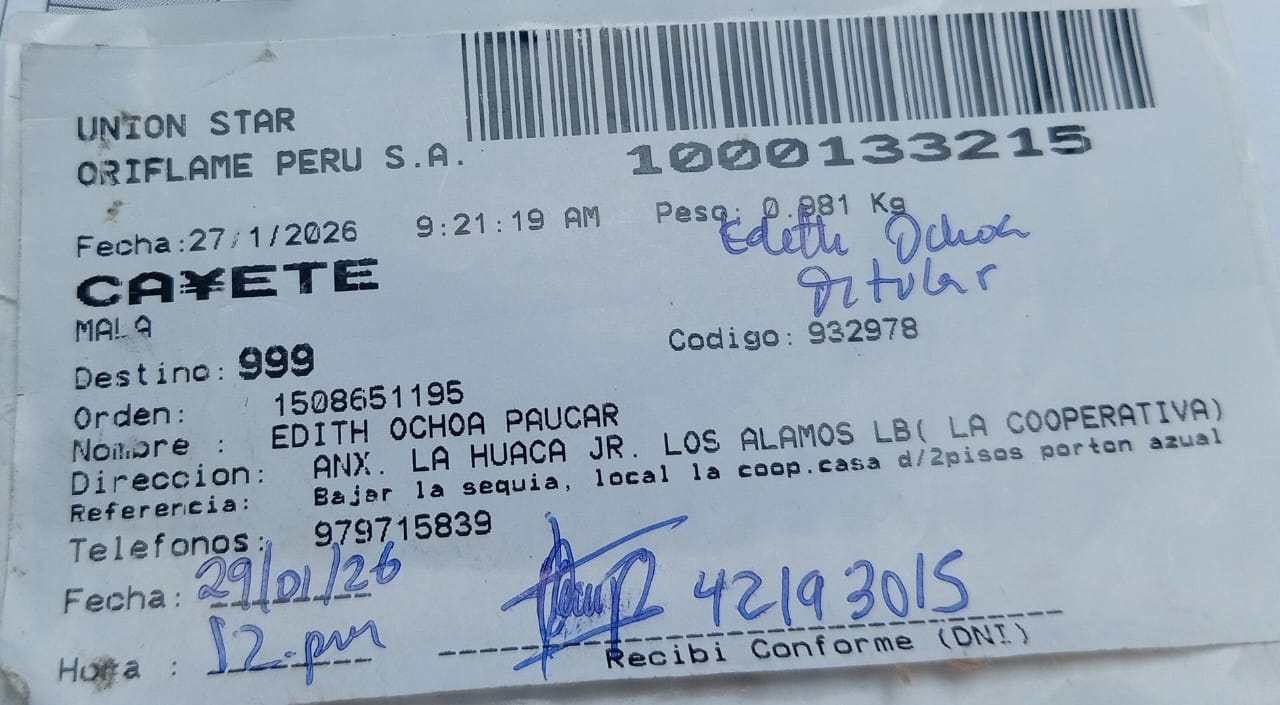 UNION STAR
ORIFLAME PERU S.A.
1000133215
Fecha:27/1/2026 9:21:19 AM Peso: 0.981 Kg
Edith Ochoa
CA¥ETE
Titular
MALA
Codigo: 932978
Destino: 999
Orden: 1508651195
Nombre : EDITH OCHOA PAUCAR
Direccion: ANX. LA HUACA JR. LOS ALAMOS LB( LA COOPERATIVA)
Referencia: Bajar la sequia, local la coop.casa d/2pisos porton azual
Telefonos: 979715839
Fecha: 29/01/26
42193015
Hora : 12.pm
Recibi Conforme (DNI)